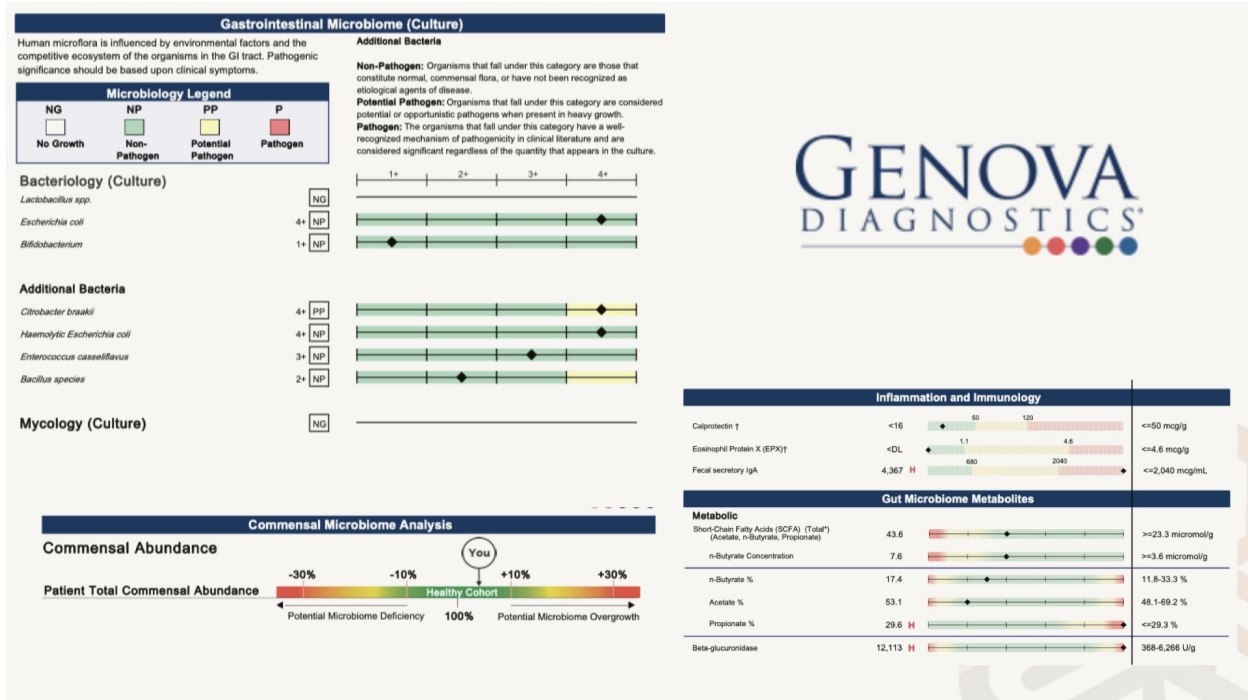 Gastrointestinal Microbiome (Culture)
Human microflora is influenced by environmental factors and the
competitive ecosystem of the organisms in the GI tract. Pathogenic
significance should be based upon clinical symptoms.
Microbiology Legend
NG NP PP P
No Growth Non-Pathogen Potential Pathogen Pathogen
Additional Bacteria
Non-Pathogen: Organisms that fall under this category are those that
constitute normal, commensal flora, or have not been recognized as
etiological agents of disease.
Potential Pathogen: Organisms that fall under this category are considered
potential or opportunistic pathogens when present in heavy growth.
Pathogen: The organisms that fall under this category have a well-
recognized mechanism of pathogenicity in clinical literature and are
considered significant regardless of the quantity that appears in the culture.
Bacteriology (Culture) 1+ 2+ 3+ 4+
Lactobacillus spp. NG
Escherichia coli 4+ NP
Bifidobacterium 1+ NP
Additional Bacteria
Citrobacter braakii 4+ PP
Haemolytic Escherichia coli 4+ NP
Enterococcus casseliflavus 3+ NP
Bacillus species 2+ NP
Mycology (Culture) NG
Commensal Microbiome Analysis
Commensal Abundance
You
-30% -10% +10% +30%
Patient Total Commensal Abundance Healthy Cohort
Potential Microbiome Deficiency 100% Potential Microbiome Overgrowth
GENOVA
DIAGNOSTICS
Inflammation and Immunology
50 120
Calprotectin † <16 <=50 mcg/g
1.1 4.6
Eosinophil Protein X (EPX)† <DL <=4.6 mcg/g
680 2040
Fecal secretory IgA 4,367 H <=2,040 mcg/mL
Gut Microbiome Metabolites
Metabolic
Short-Chain Fatty Acids (SCFA) (Total*)
(Acetate, n-Butyrate, Propionate) 43.6 >=23.3 micromol/g
n-Butyrate Concentration 7.6 >=3.6 micromol/g
n-Butyrate % 17.4 11.8-33.3 %
Acetate % 53.1 48.1-69.2 %
Propionate % 29.6 H <=29.3 %
Beta-glucuronidase 12,113 H 368-6,266 U/g